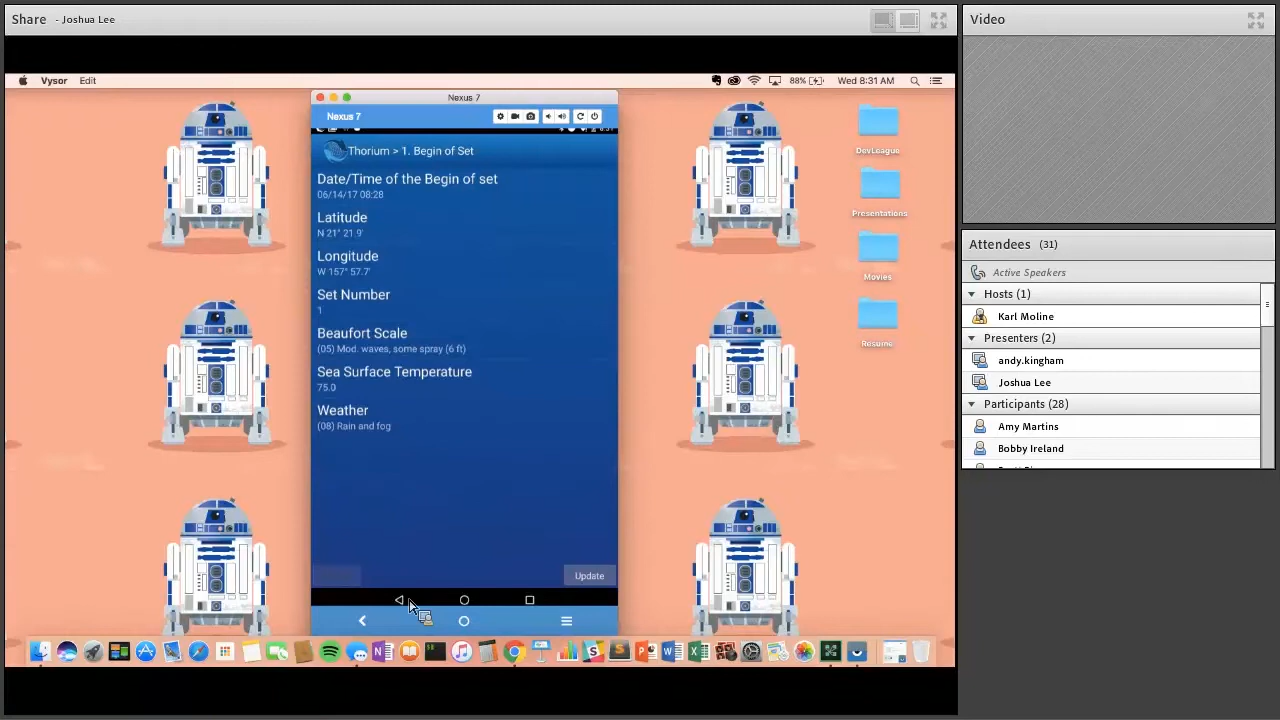 Share - Joshua Lee
Vysor Edit
88% Wed 8:31 AM
Nexus 7
Nexus 7
Thorium > 1. Begin of Set
Date/Time of the Begin of set
06/14/17 08:28
Latitude
N 21° 21.9'
Longitude
W 157° 57.7'
Set Number
1
Beaufort Scale
(05) Mod. waves, some spray (6 ft)
Sea Surface Temperature
75.0
Weather
(08) Rain and fog
Update
DevLeague
Presentations
Movies
Resume
Video
Attendees (31)
Active Speakers
Hosts (1)
Karl Moline
Presenters (2)
andy.kingham
Joshua Lee
Participants (28)
Amy Martins
Bobby Ireland